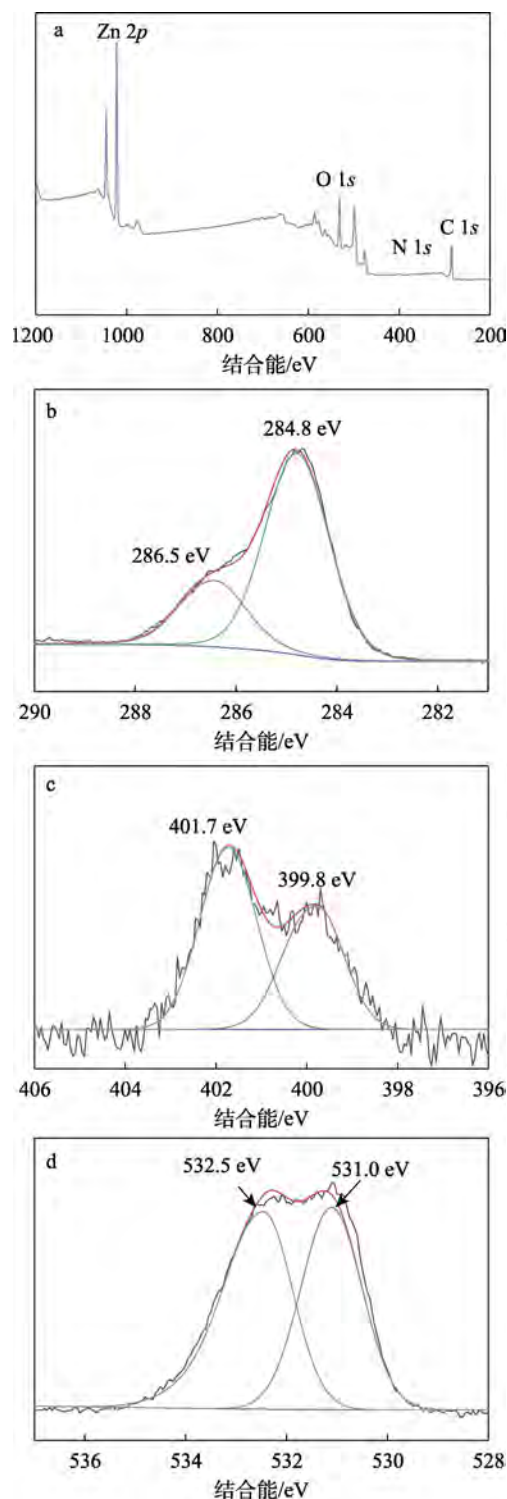 a
Zn 2p
O 1s
N 1s
C 1s
1200 1000 800 600 400 200
结合能/eV
b
284.8 eV
286.5 eV
290 288 286 284 282
结合能/eV
c
401.7 eV
399.8 eV
406 404 402 400 398 396
结合能/eV
d
532.5 eV
531.0 eV
536 534 532 530 528
结合能/eV